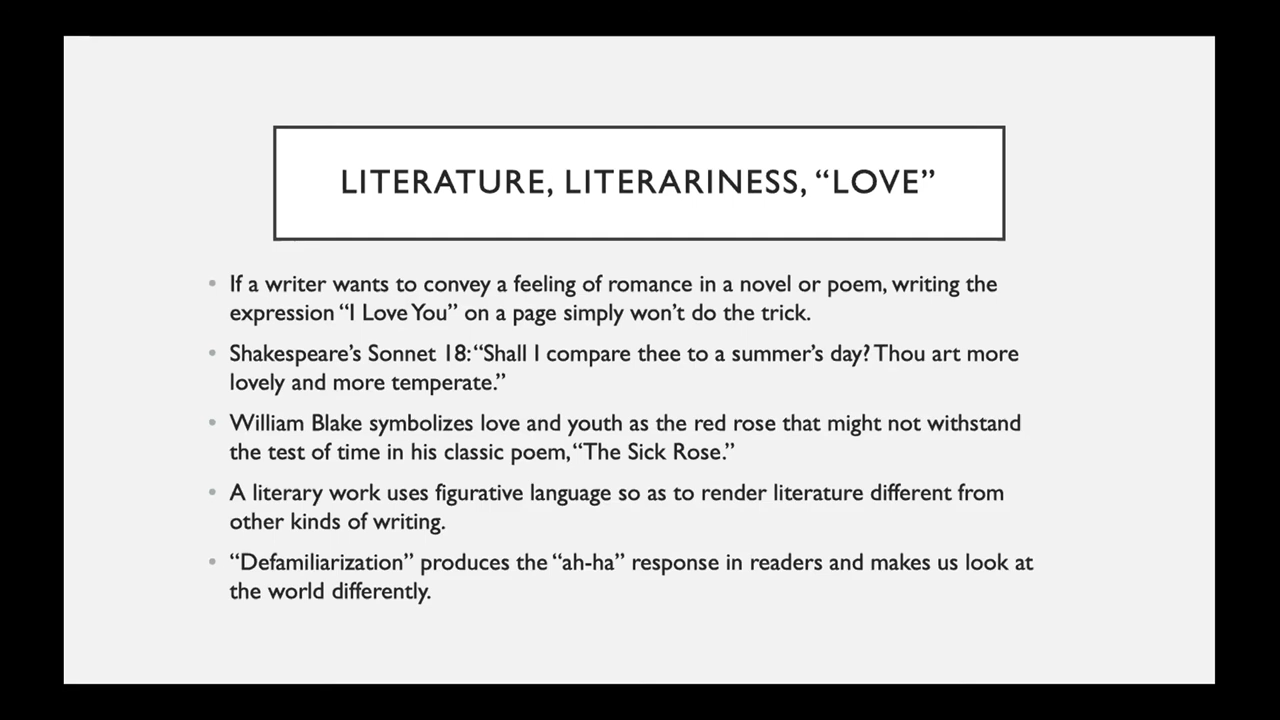 LITERATURE, LITERARINESS, “LOVE”
• If a writer wants to convey a feeling of romance in a novel or poem, writing the
expression “I Love You” on a page simply won’t do the trick.
• Shakespeare’s Sonnet 18: “Shall I compare thee to a summer’s day? Thou art more
lovely and more temperate.”
• William Blake symbolizes love and youth as the red rose that might not withstand
the test of time in his classic poem, “The Sick Rose.”
• A literary work uses figurative language so as to render literature different from
other kinds of writing.
• “Defamiliarization” produces the “ah-ha” response in readers and makes us look at
the world differently.